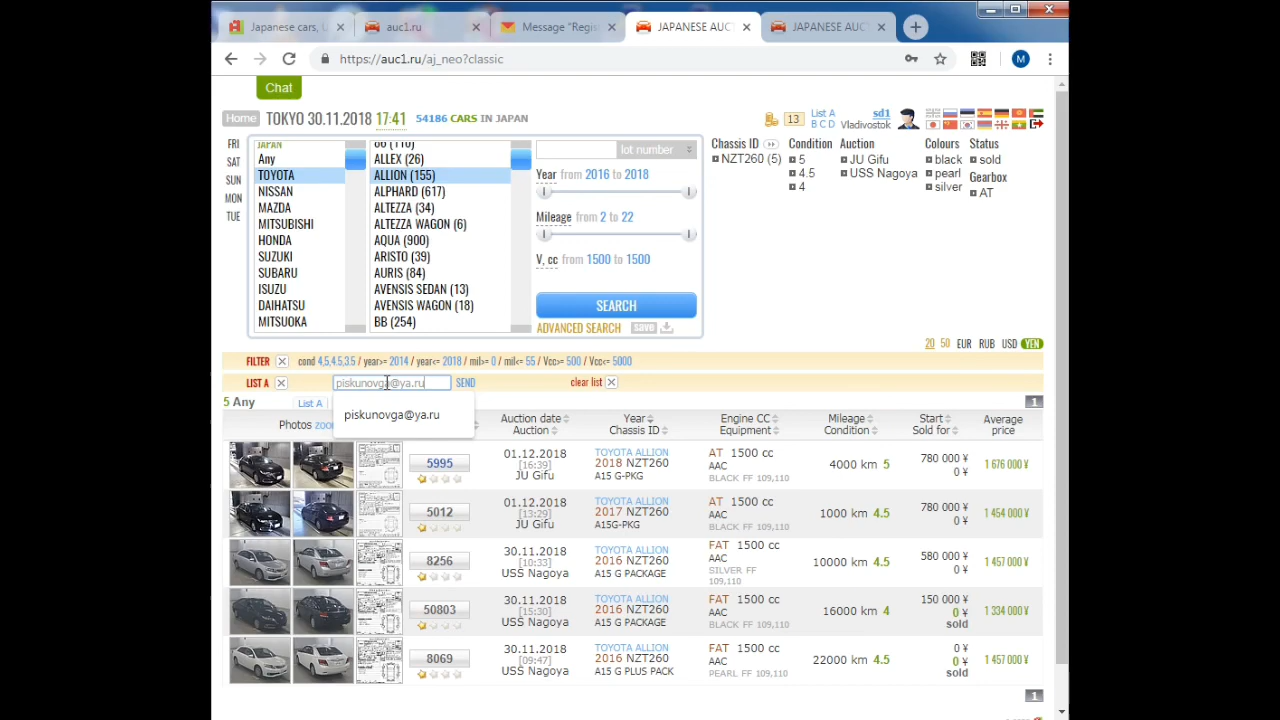 Japanese cars, U
auc1.ru
Message "Regis
JAPANESE AUC
JAPANESE AUC
https://auc1.ru/aj_neo?classic
M
Chat
Home TOKYO 30.11.2018 17:41 54186 CARS IN JAPAN
13 List A B C D sd1 Vladivostok
FRI
SAT
SUN
MON
TUE
JAPAN
Any
TOYOTA
NISSAN
MAZDA
MITSUBISHI
HONDA
SUZUKI
SUBARU
ISUZU
DAIHATSU
MITSUOKA
86 (110)
ALLEX (26)
ALLION (155)
ALPHARD (617)
ALTEZZA (34)
ALTEZZA WAGON (6)
AQUA (900)
ARISTO (39)
AURIS (84)
AVENSIS SEDAN (13)
AVENSIS WAGON (18)
BB (254)
lot number
Year from 2016 to 2018
Mileage from 2 to 22
V, cc from 1500 to 1500
SEARCH
ADVANCED SEARCH save
Chassis ID
NZT260 (5)
Condition
5
4.5
4
Auction
JU Gifu
USS Nagoya
Colours
black
pearl
silver
Status
sold
Gearbox
AT
20 50 EUR RUB USD YEN
FILTER cond 4,5,4.5,3.5 / year>= 2014 / year<= 2018 / mil>= 0 / mil<= 55 / Vcc>= 500 / Vcc<= 5000
LIST A piskunovga@ya.ru SEND clear list
piskunovga@ya.ru
5 Any List A 1
Photos
Auction date
Auction
Year
Chassis ID
Engine CC
Equipment
Mileage
Condition
Start
Sold for
Average
price
5995
01.12.2018
[16:39]
JU Gifu
TOYOTA ALLION
2018 NZT260
A15 G-PKG
AT 1500 cc
AAC
BLACK FF 109,110
4000 km 5
780 000 ¥
0 ¥
1 676 000 ¥
5012
01.12.2018
[13:29]
JU Gifu
TOYOTA ALLION
2017 NZT260
A15G-PKG
AT 1500 cc
AAC
BLACK FF 109,110
1000 km 4.5
780 000 ¥
0 ¥
1 454 000 ¥
8256
30.11.2018
[10:33]
USS Nagoya
TOYOTA ALLION
2016 NZT260
A15 G PACKAGE
FAT 1500 cc
AAC
SILVER FF
109,110
10000 km 4.5
580 000 ¥
0 ¥
1 457 000 ¥
50803
30.11.2018
[15:30]
USS Nagoya
TOYOTA ALLION
2016 NZT260
A15 G PACKAGE
FAT 1500 cc
AAC
BLACK FF 109,110
16000 km 4
150 000 ¥
0 ¥
sold
1 334 000 ¥
8069
30.11.2018
[09:47]
USS Nagoya
TOYOTA ALLION
2016 NZT260
A15 G PLUS PACK
FAT 1500 cc
AAC
PEARL FF 109,110
22000 km 4.5
0 ¥
0 ¥
sold
1 457 000 ¥
1